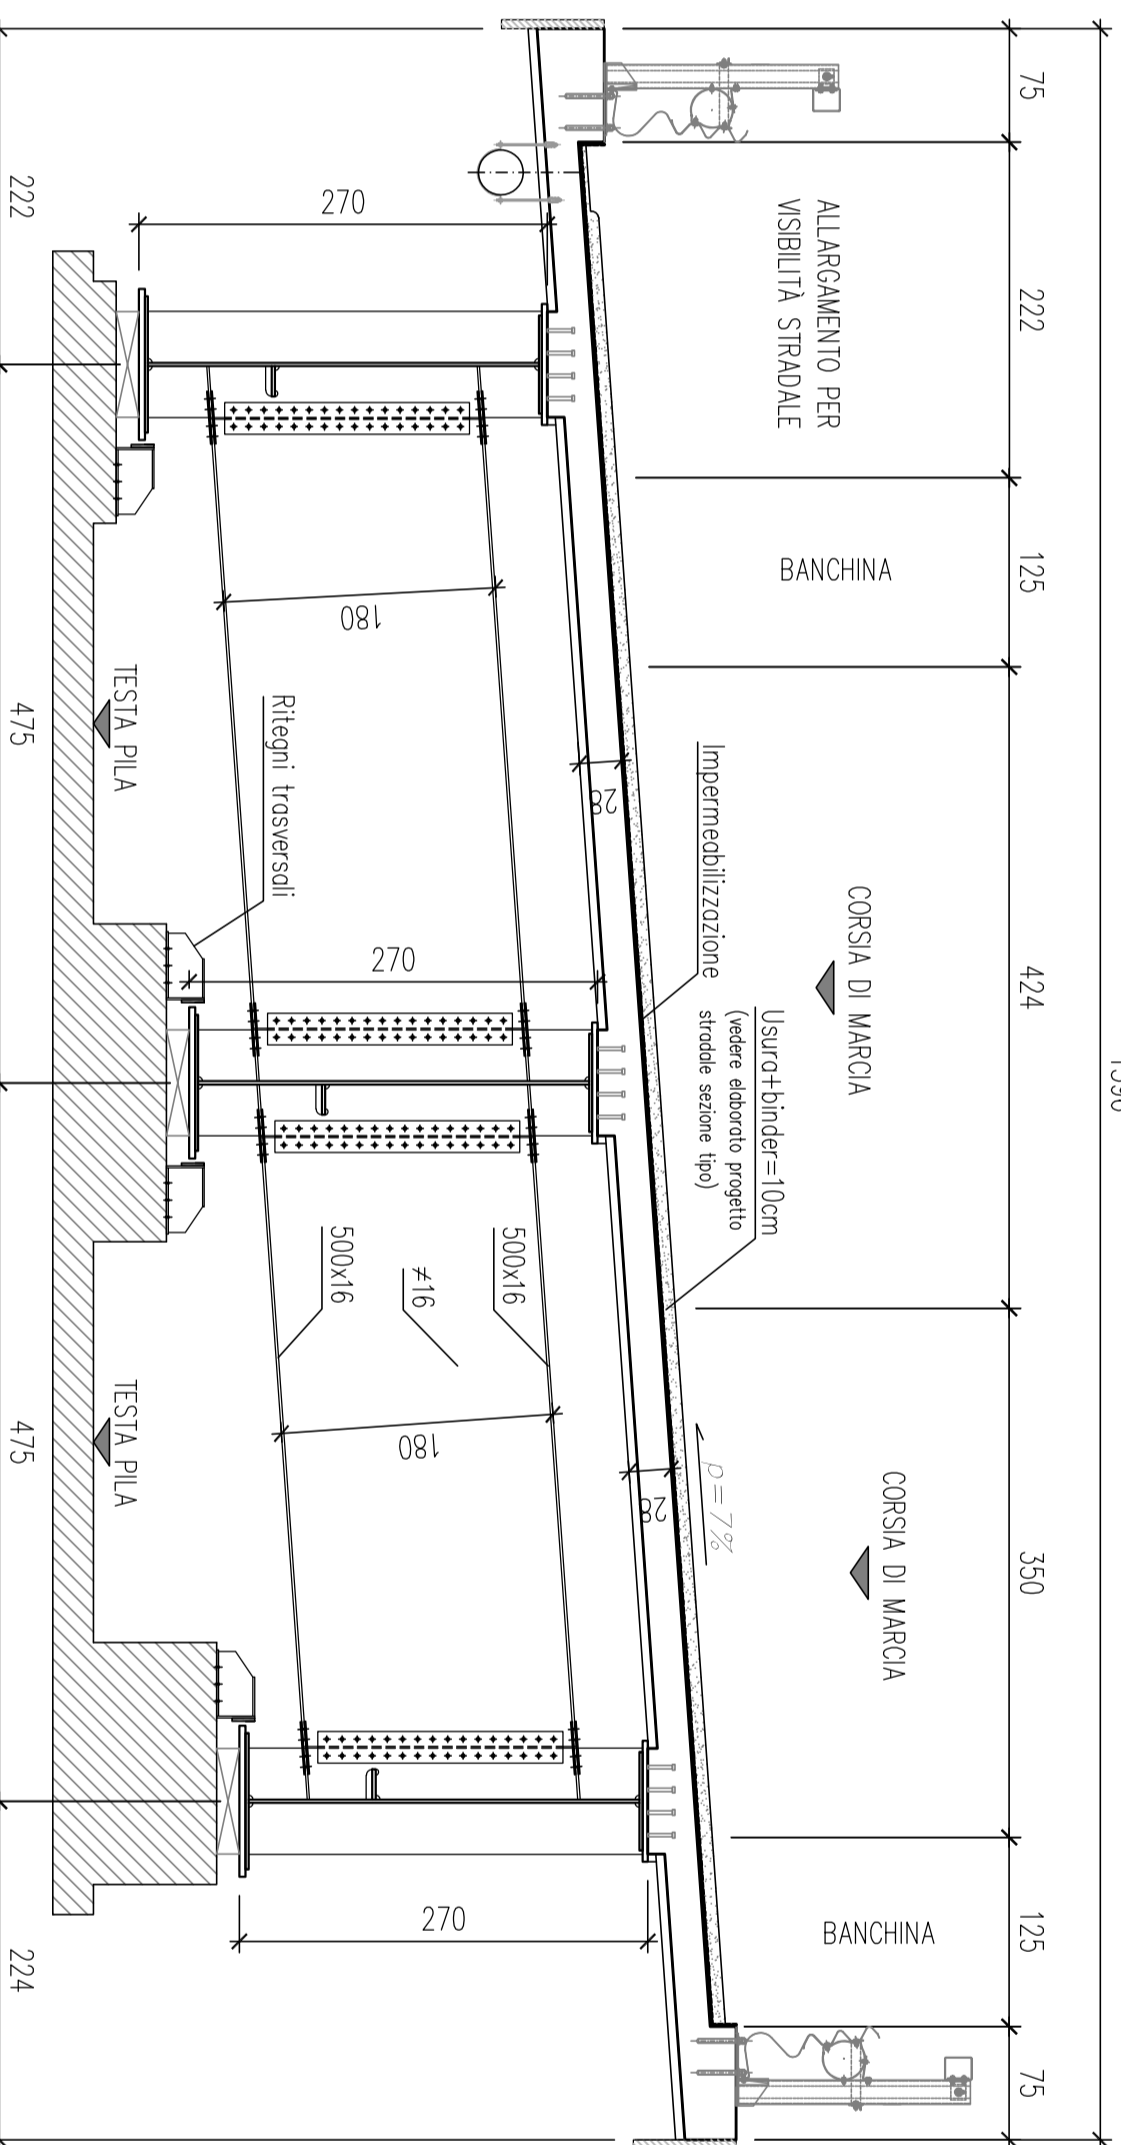 75 222 125 424 350 125 75
ALLARGAMENTO PER
VISIBILITÀ STRADALE
BANCHINA
CORSIA DI MARCIA
CORSIA DI MARCIA
BANCHINA
Usura+binder=10cm
(vedere elaborato progetto
stradale sezione tipo)
Impermeabilizzazione
p=7%
28
28
270
180
270
180
270
500x16
≠16
500x16
Ritegni trasversali
TESTA PILA
TESTA PILA
222 475 475 224